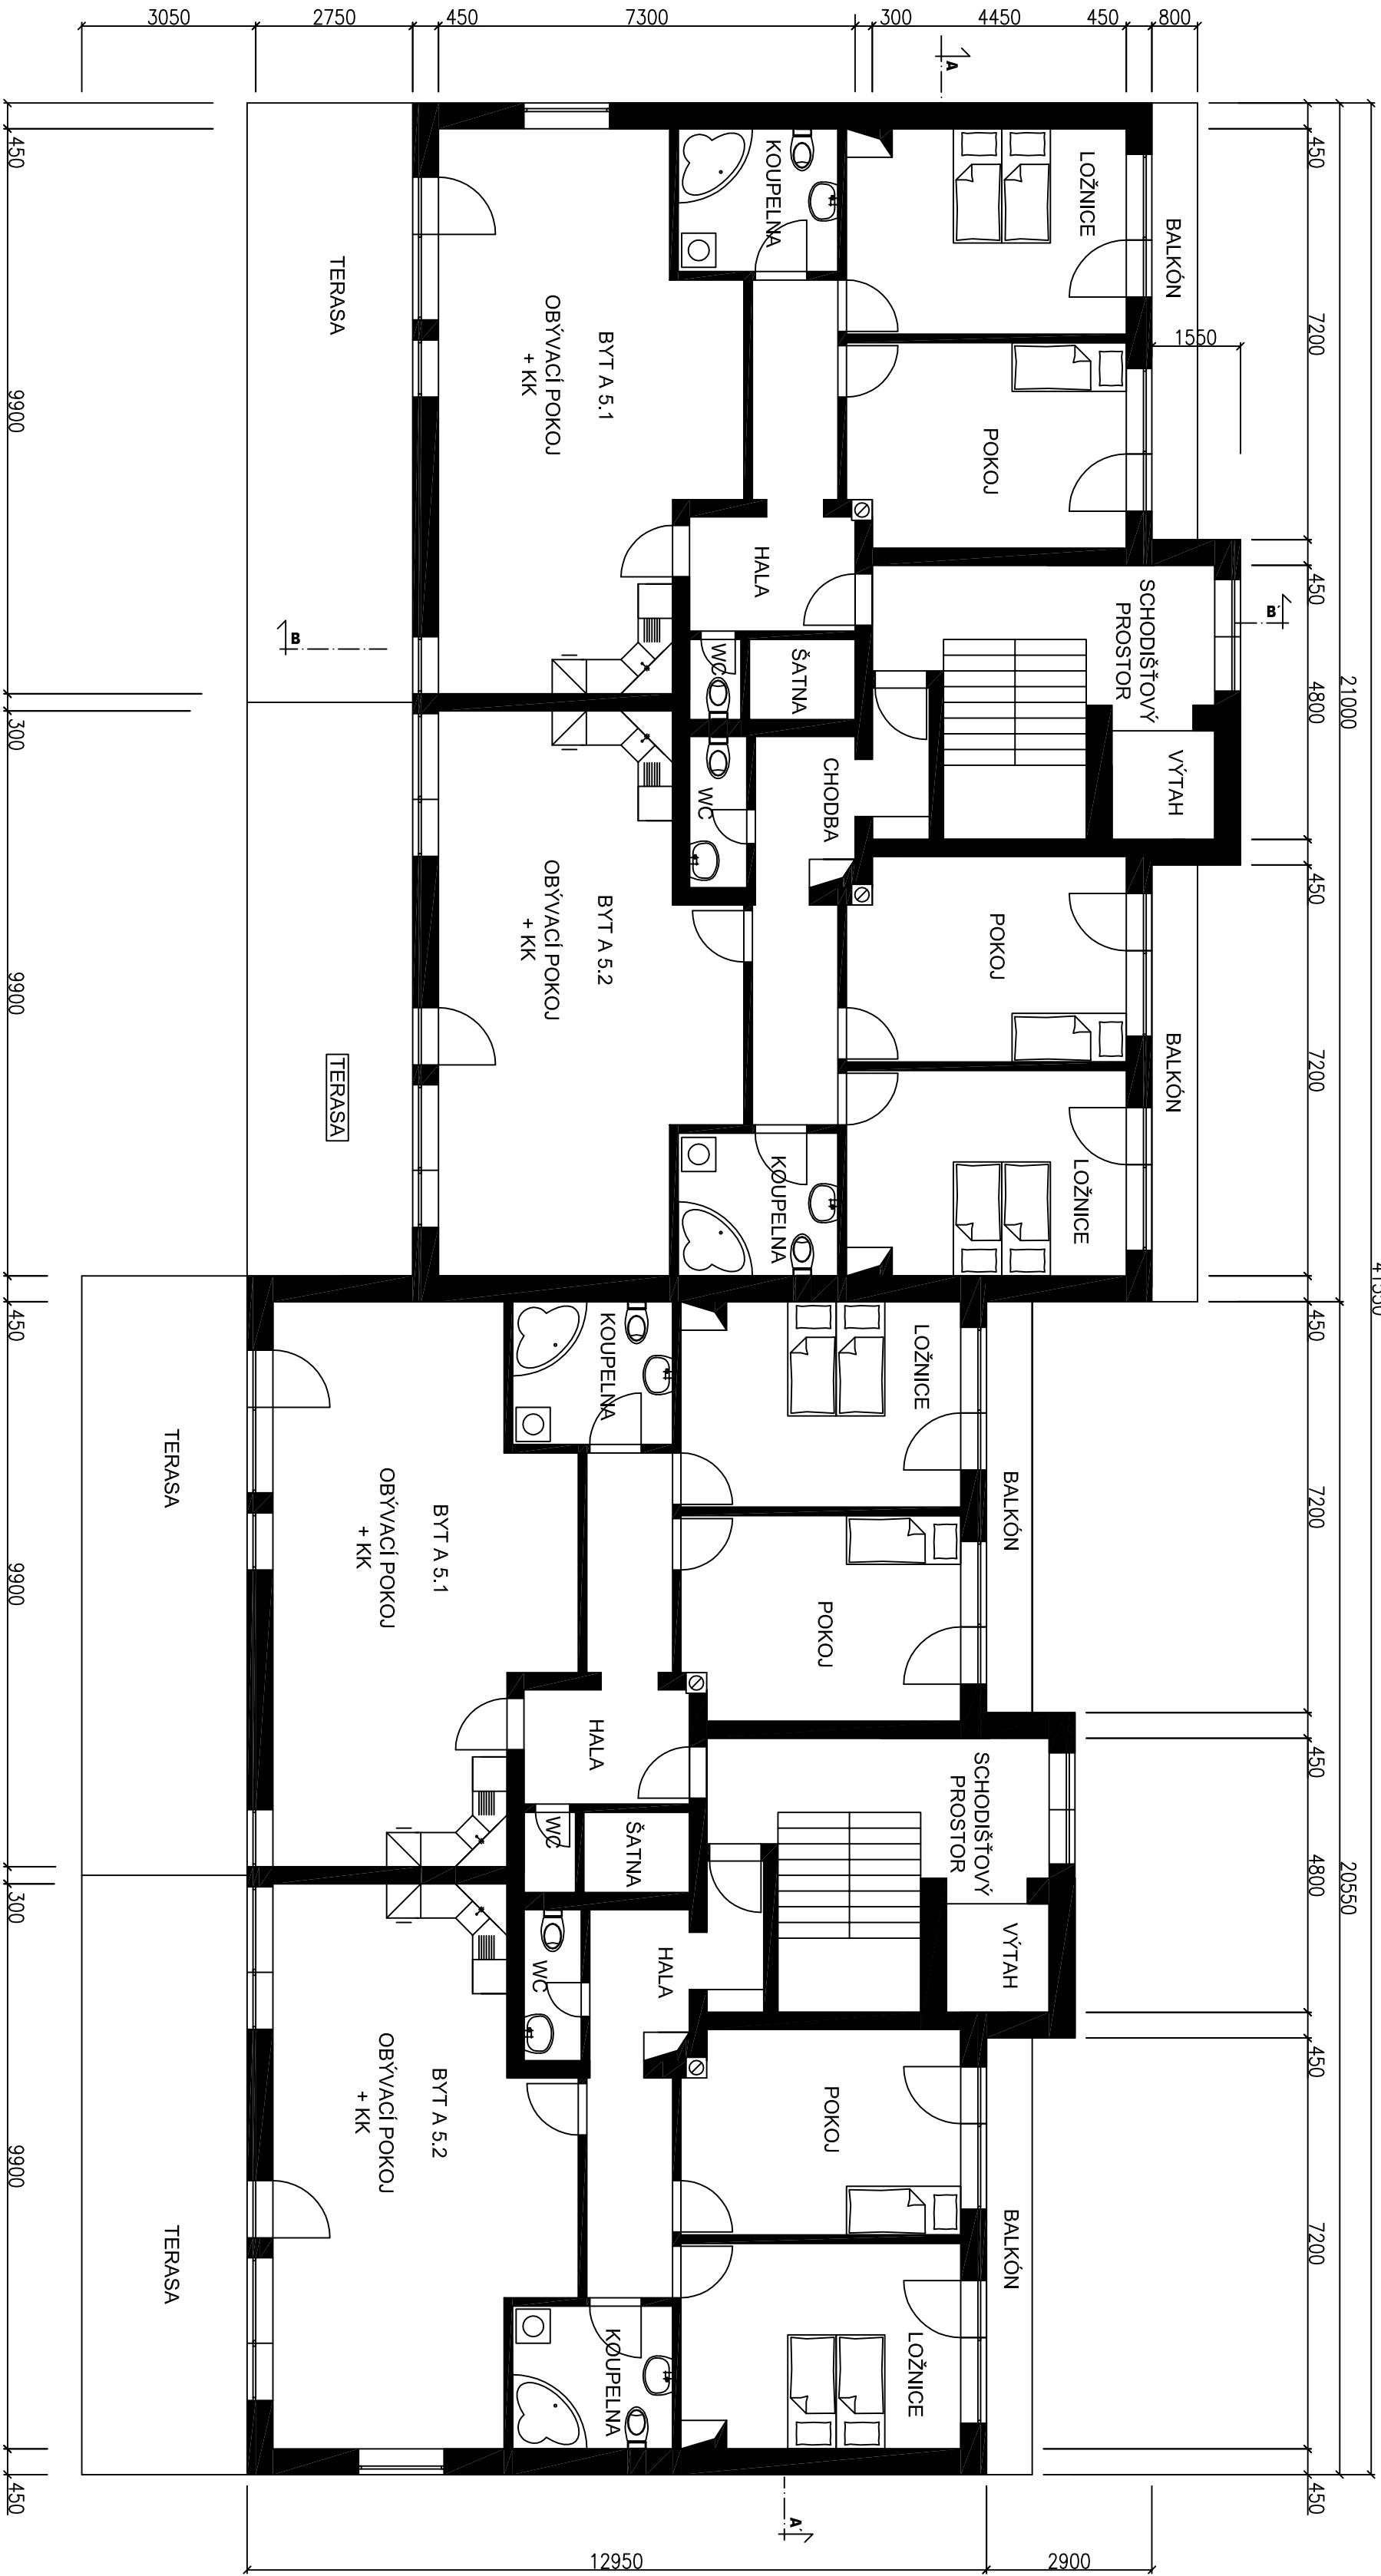 3050
2750
450
7300
300
4450
450
800
A
450
7200
450
4800
450
7200
450
7200
450
4800
450
7200
450
21000
20550
1550
BALKÓN
LOŽNICE
KOUPELNA
POKOJ
TERASA
BYT A 5.1
OBÝVACÍ POKOJ
+ KK
HALA
WC
ŠATNA
SCHODIŠŤOVÝ
PROSTOR
VÝTAH
B
B´
CHODBA
WC
POKOJ
BYT A 5.2
OBÝVACÍ POKOJ
+ KK
TERASA
BALKÓN
LOŽNICE
KOUPELNA
LOŽNICE
KOUPELNA
BALKÓN
POKOJ
TERASA
BYT A 5.1
OBÝVACÍ POKOJ
+ KK
HALA
WC
ŠATNA
SCHODIŠŤOVÝ
PROSTOR
VÝTAH
HALA
WC
POKOJ
BYT A 5.2
OBÝVACÍ POKOJ
+ KK
TERASA
BALKÓN
LOŽNICE
KOUPELNA
450
9900
300
9900
450
9900
300
9900
450
A´
12950
2900